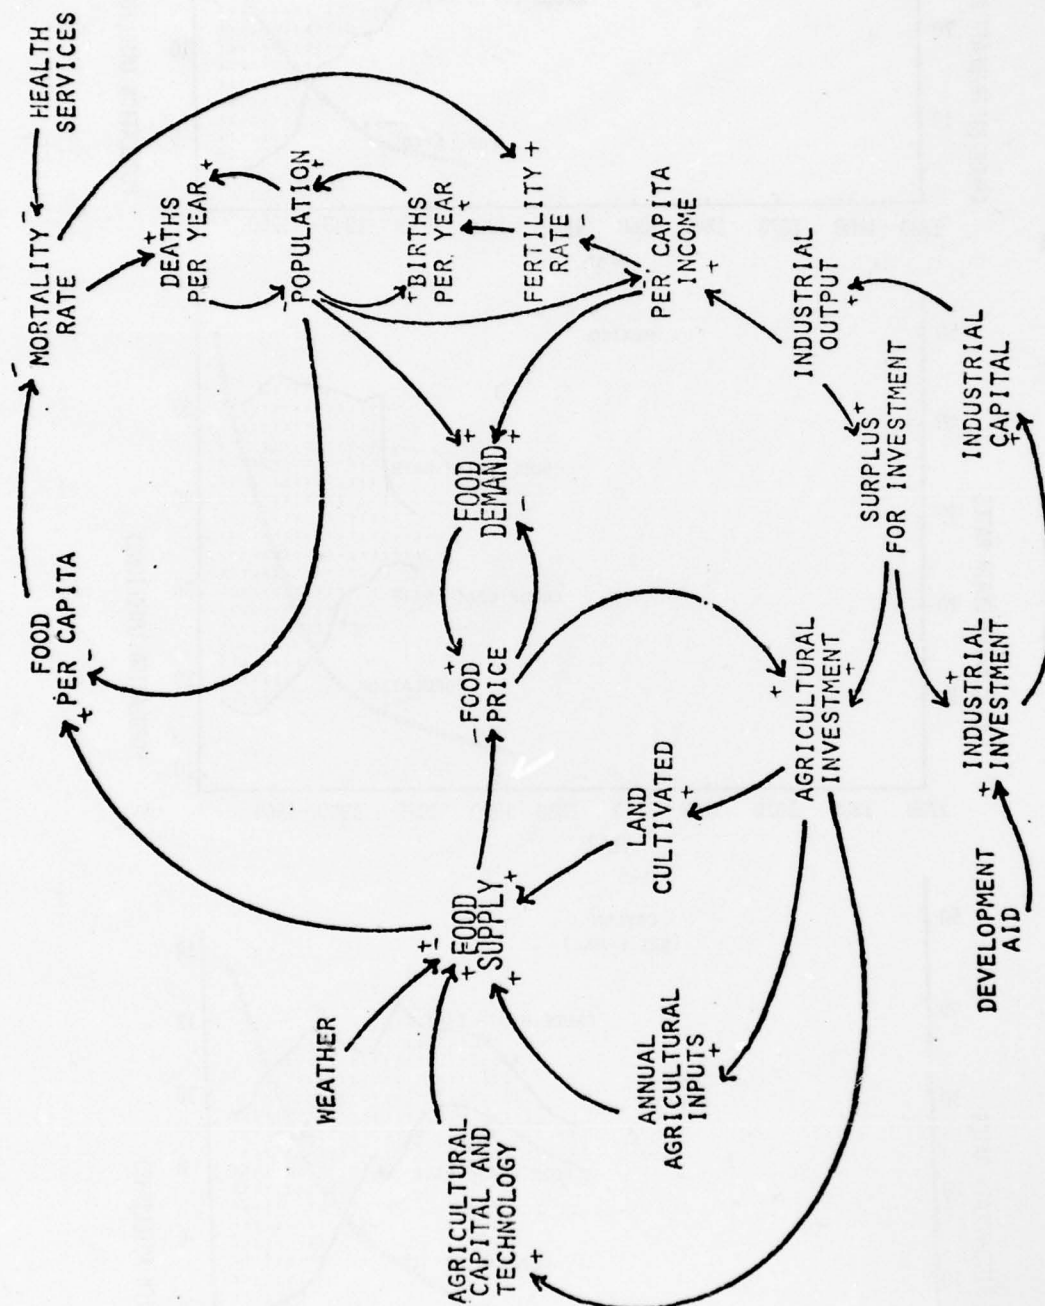 HEALTH
SERVICES
MORTALITY
RATE
DEATHS
PER YEAR
POPULATION
BIRTHS
PER YEAR
FERTILITY
RATE
PER CAPITA
INCOME
INDUSTRIAL
OUTPUT
SURPLUS
FOR INVESTMENT
INDUSTRIAL
CAPITAL
FOOD
PER CAPITA
FOOD
DEMAND
FOOD
PRICE
AGRICULTURAL
INVESTMENT
INDUSTRIAL
INVESTMENT
LAND
CULTIVATED
FOOD
SUPPLY
WEATHER
AGRICULTURAL
CAPITAL AND
TECHNOLOGY
ANNUAL
AGRICULTURAL
INPUTS
DEVELOPMENT
AID